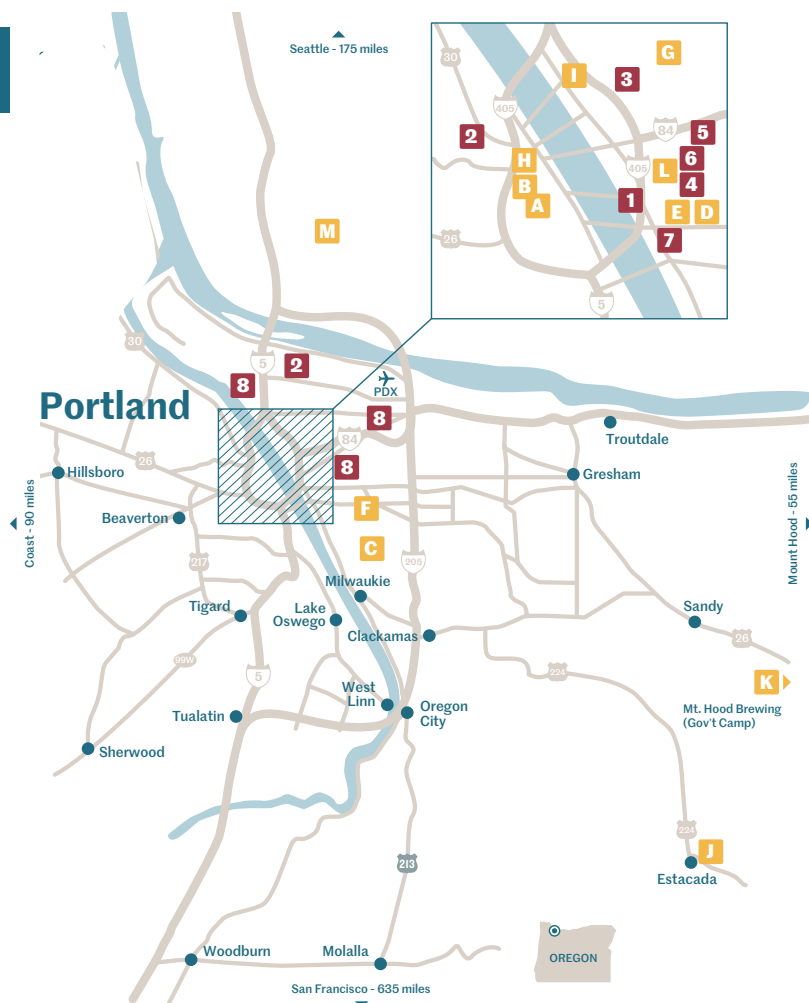 Seattle - 175 miles
30
I
G
3
405
84
2
5
H
6
405
L
B
4
A
1
E
D
7
26
5
M
30
5
2
8
PDX
Portland
8
84
Troutdale
26
8
Hillsboro
Gresham
Coast - 90 miles
Mount Hood - 55 miles
F
Beaverton
C
217
205
Milwaukie
Tigard
Lake
Oswego
Sandy
Clackamas
26
99W
224
5
K
West
Linn
Oregon
City
Mt. Hood Brewing
(Gov't Camp)
Tualatin
Sherwood
224
J
213
Estacada
Woodburn
Molalla
OREGON
San Francisco - 635 miles